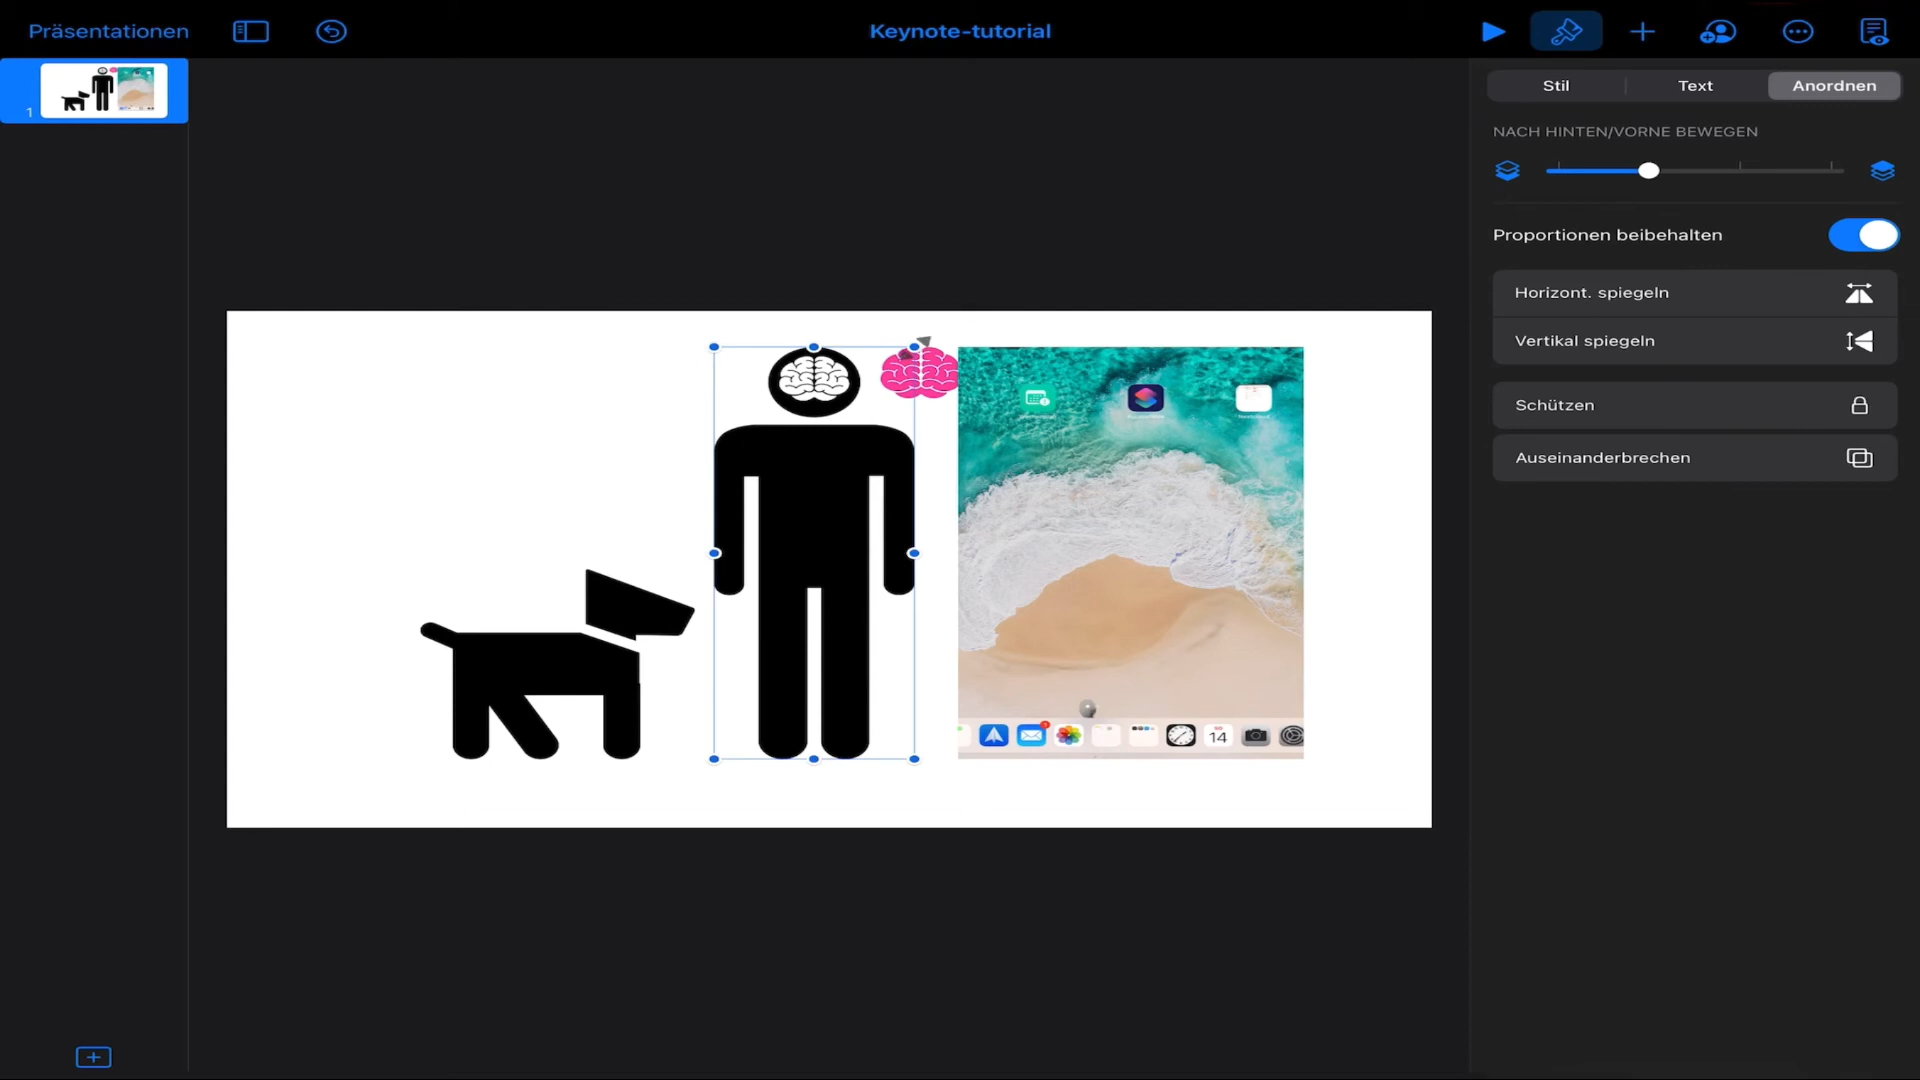 Präsentationen
Keynote-tutorial
1
Stil
Text
Anordnen
NACH HINTEN/VORNE BEWEGEN
Proportionen beibehalten
Horizont. spiegeln
Vertikal spiegeln
Schützen
Auseinanderbrechen
14